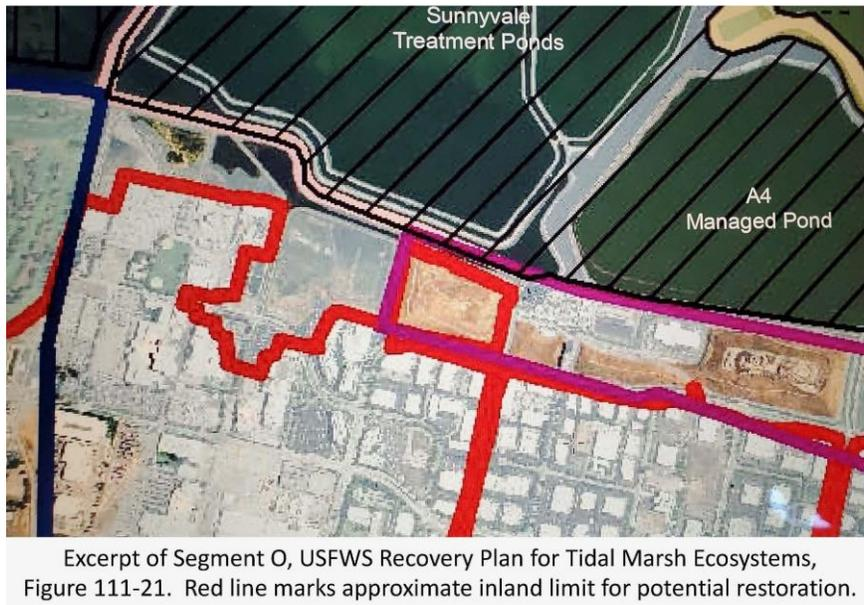 Sunnyvale
Treatment Ponds
A4
Managed Pond
Excerpt of Segment O, USFWS Recovery Plan for Tidal Marsh Ecosystems,
Figure 111-21.  Red line marks approximate inland limit for potential restoration.